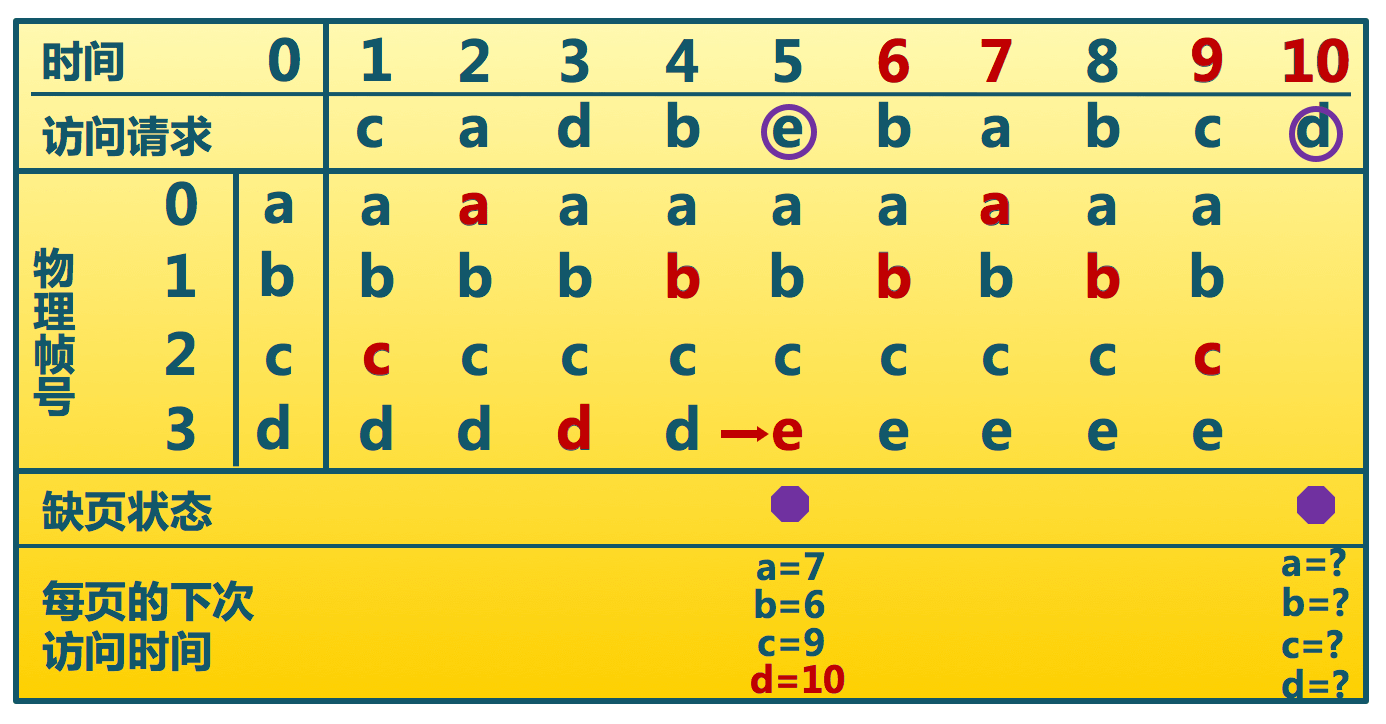 时间 0 1 2 3 4 5 6 7 8 9 10
访问请求 c a d b e b a b c d
物理帧号
0 a a a a a a a a a a
1 b b b b b b b b b b
2 c c c c c c c c c c
3 d d d d d e e e e e
缺页状态
每页的下次
访问时间
a=7
b=6
c=9
d=10
a=?
b=?
c=?
d=?